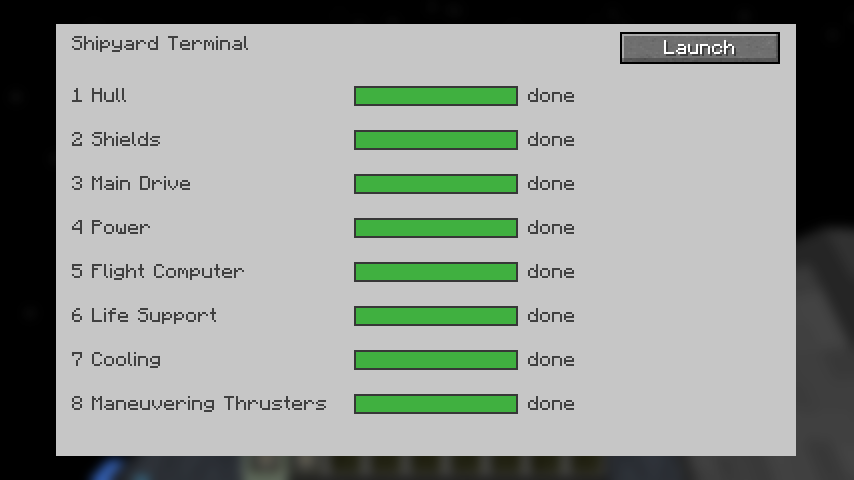 Shipyard Terminal
Launch
1 Hull done
2 Shields done
3 Main Drive done
4 Power done
5 Flight Computer done
6 Life Support done
7 Cooling done
8 Maneuvering Thrusters done